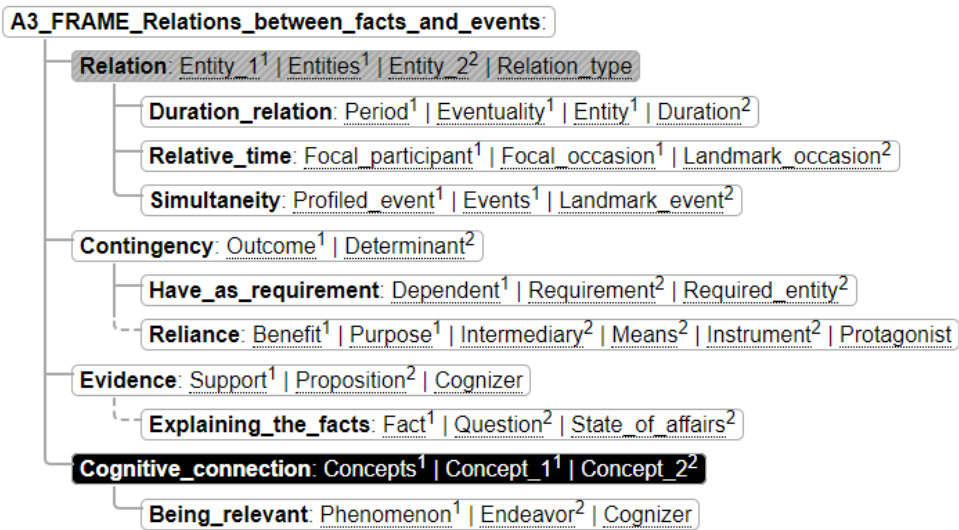 A3_FRAME_Relations_between_facts_and_events:
Relation: Entity_1¹ | Entities¹ | Entity_2² | Relation_type
Duration_relation: Period¹ | Eventuality¹ | Entity¹ | Duration²
Relative_time: Focal_participant¹ | Focal_occasion¹ | Landmark_occasion²
Simultaneity: Profiled_event¹ | Events¹ | Landmark_event²
Contingency: Outcome¹ | Determinant²
Have_as_requirement: Dependent¹ | Requirement² | Required_entity²
Reliance: Benefit¹ | Purpose¹ | Intermediary² | Means² | Instrument² | Protagonist
Evidence: Support¹ | Proposition² | Cognizer
Explaining_the_facts: Fact¹ | Question² | State_of_affairs²
Cognitive_connection: Concepts¹ | Concept_1¹ | Concept_2²
Being_relevant: Phenomenon¹ | Endeavor² | Cognizer